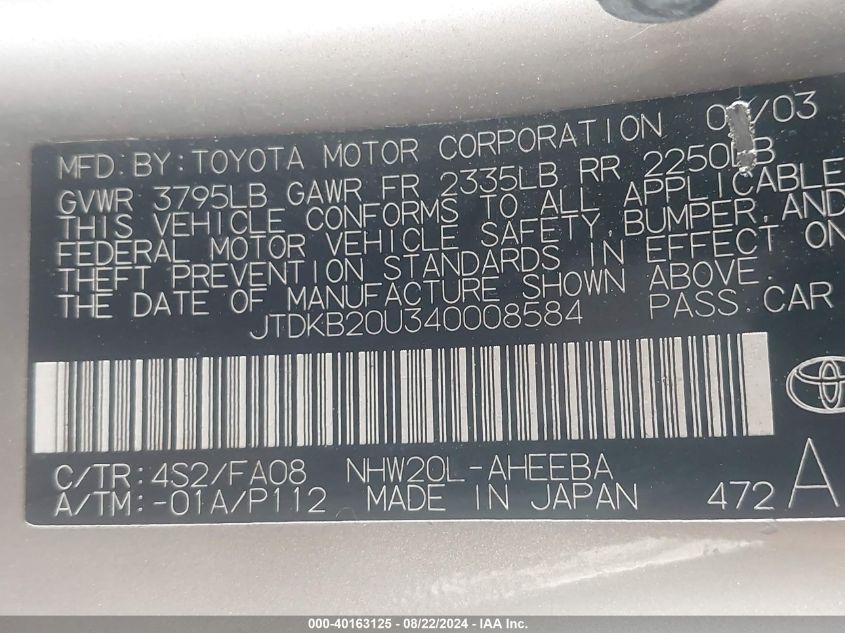 MFD. BY: TOYOTA MOTOR CORPORATION /03
GVWR 3795LB GAWR FR 2335LB RR 2250LB
THIS VEHICLE CONFORMS TO ALL APPLICABLE
FEDERAL MOTOR VEHICLE SAFETY, BUMPER, AND
THEFT PREVENTION STANDARDS IN EFFECT ON
THE DATE OF MANUFACTURE SHOWN ABOVE.
JTDKB20U340008584 PASS. CAR
C/TR: 4S2/FA08 NHW20L-AHEEBA
A/TM: -01A/P112 MADE IN JAPAN 472 A
000-40163125 - 08/22/2024 - IAA Inc.